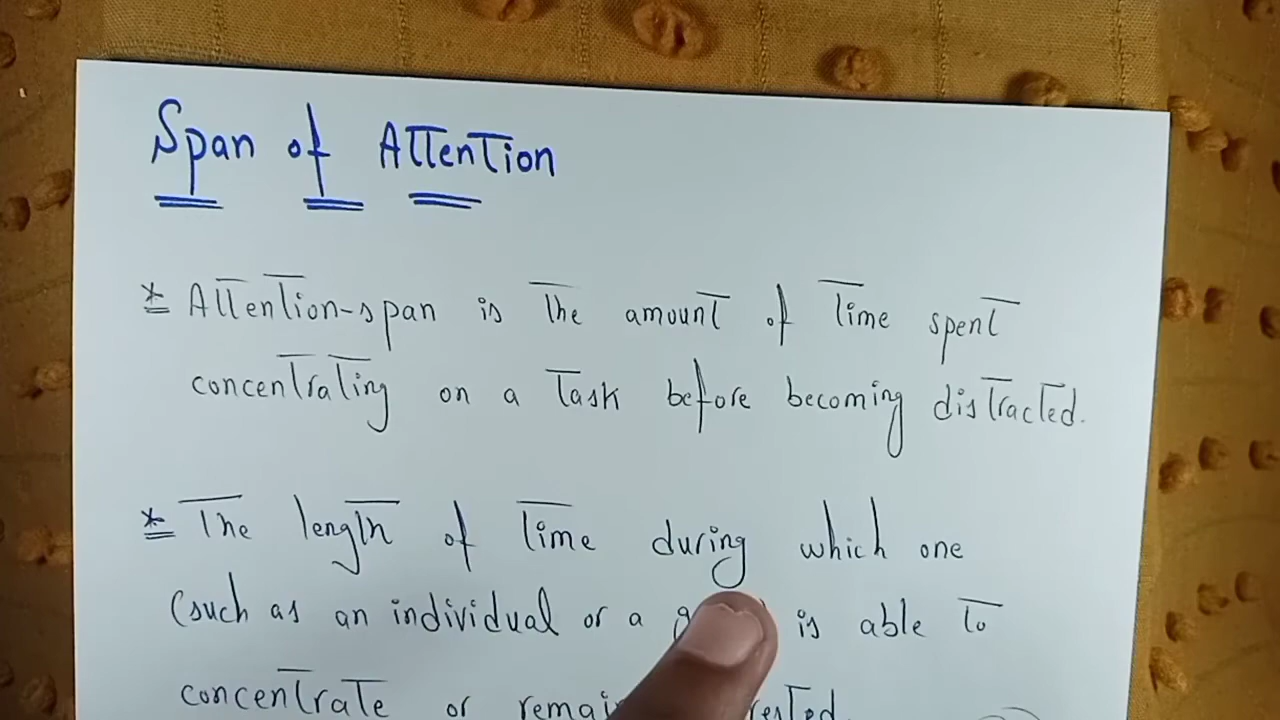 Span of Attention
* Attention-span is the amount of time spent
concentrating on a task before becoming distracted.
* The length of time during which one
(such as an individual or a is able to
concentrate or